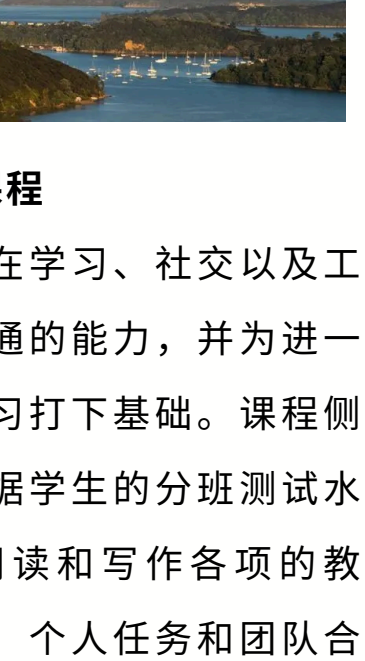 程
在学习、社交以及工
通的能力，并为进一
习打下基础。课程侧
据学生的分班测试水
读和写作各项的教
个人任务和团队合